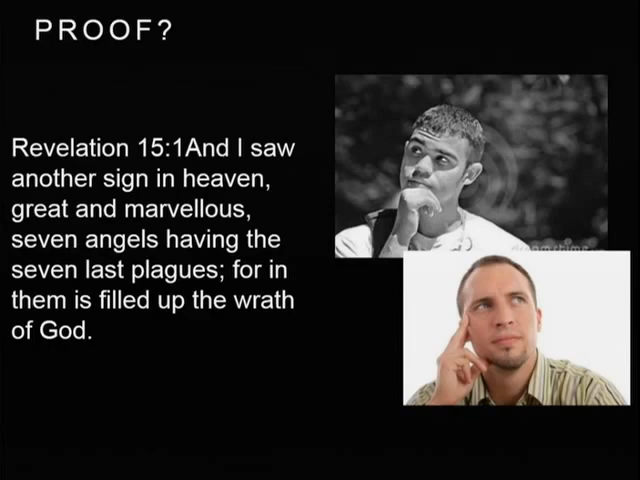 PROOF?
Revelation 15:1And I saw
another sign in heaven,
great and marvellous,
seven angels having the
seven last plagues; for in
them is filled up the wrath
of God.
dreamstime